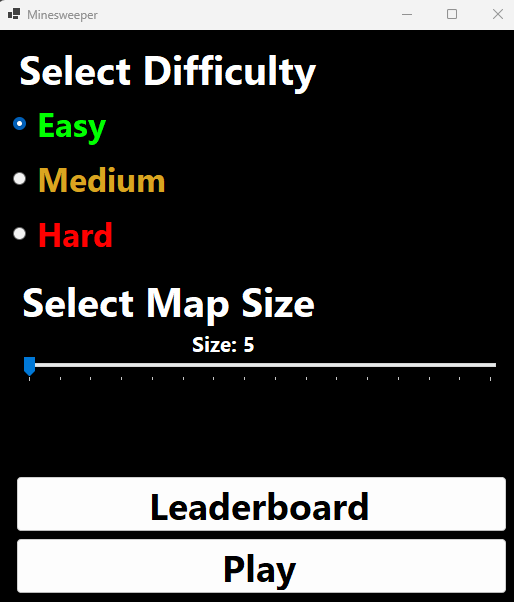 Minesweeper
Select Difficulty
Easy
Medium
Hard
Select Map Size
Size: 5
Leaderboard
Play